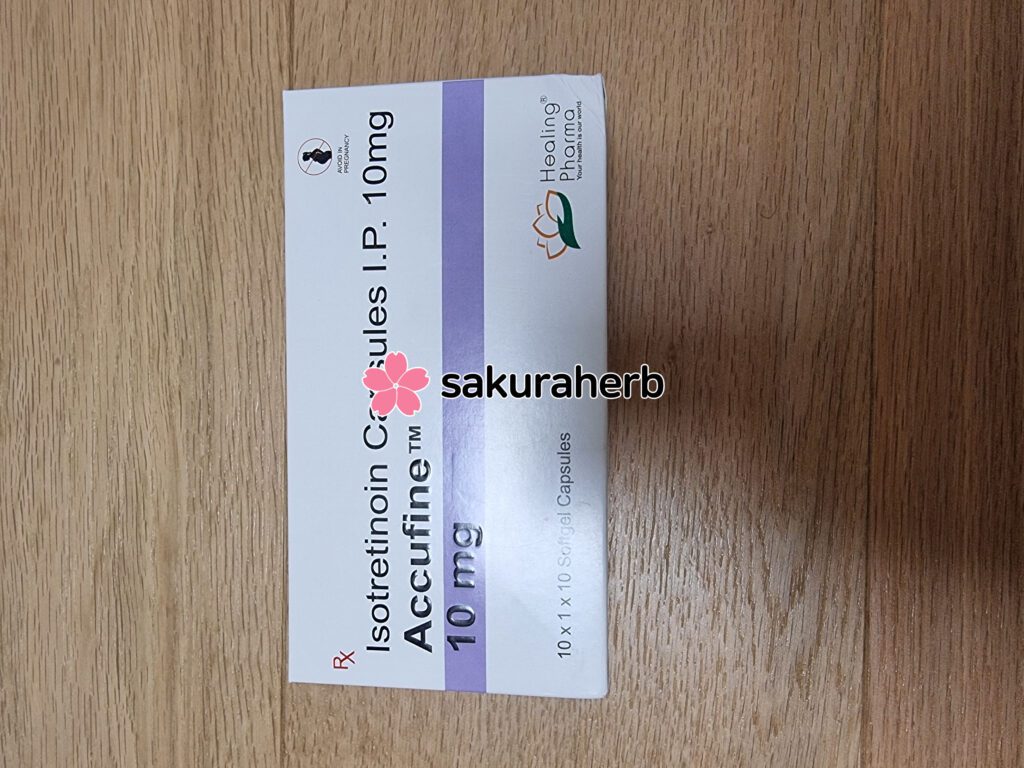 Rx
AVOID IN
PREGNANCY
Isotretinoin Capsules I.P. 10mg
Accufine™
10 mg
sakuraherb
10 x 1 x 10 Softgel Capsules
Healing®
Pharma
Your health is our world.